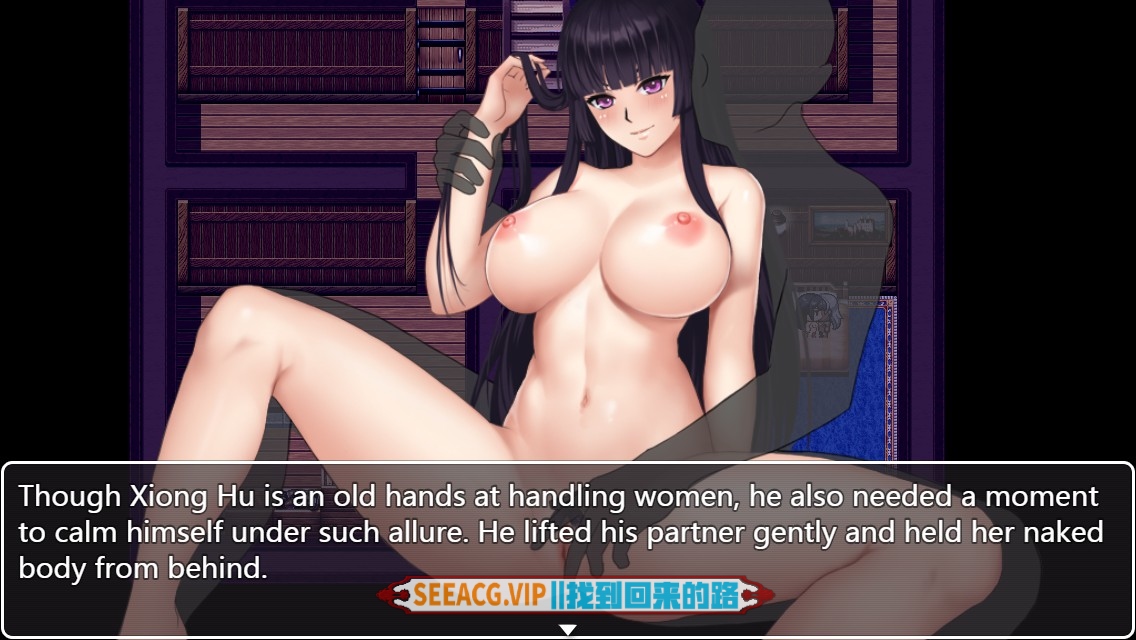 Though Xiong Hu is an old hands at handling women, he also needed a moment
to calm himself under such allure. He lifted his partner gently and held her naked
body from behind.
SEEACG.VIP||找到回来的路